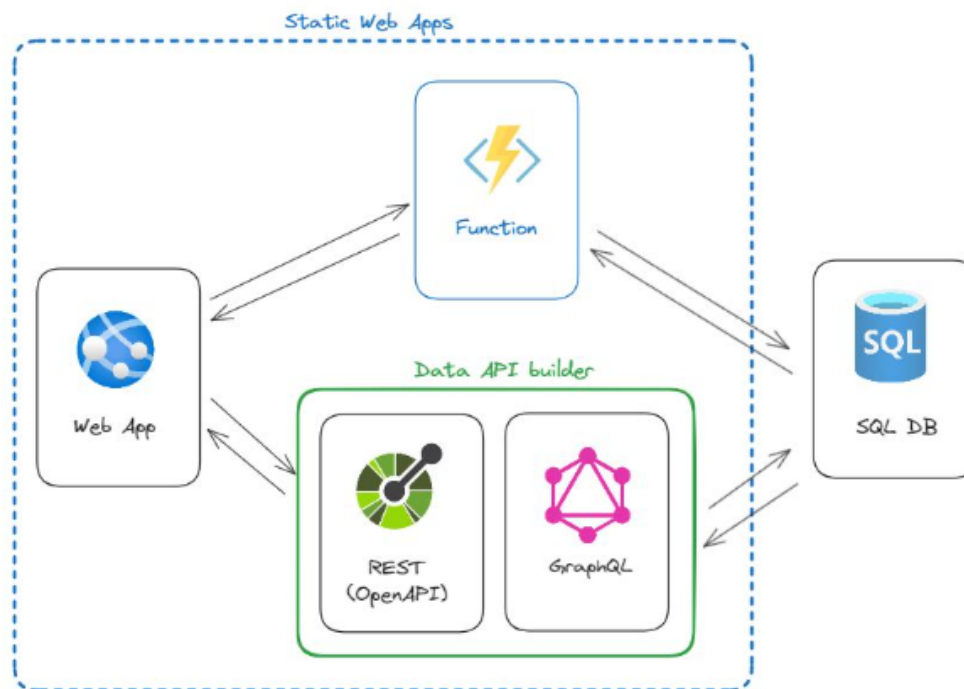 Static Web Apps
Function
Web App
Data API builder
REST
(OpenAPI)
GraphQL
SQL
SQL DB